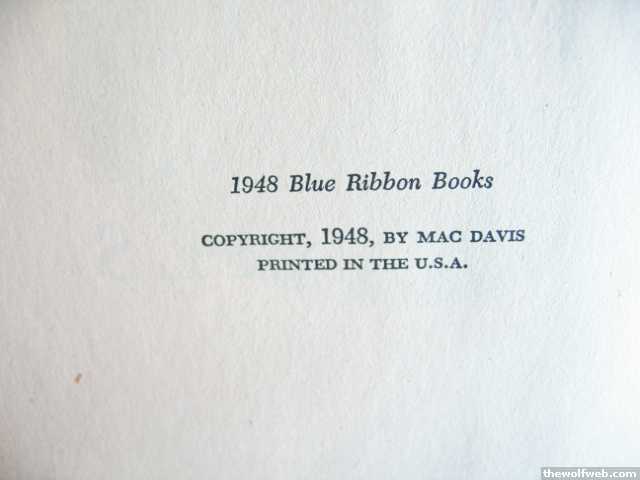 1948 Blue Ribbon Books
COPYRIGHT, 1948, BY MAC DAVIS
PRINTED IN THE U.S.A.
thewolfweb.com